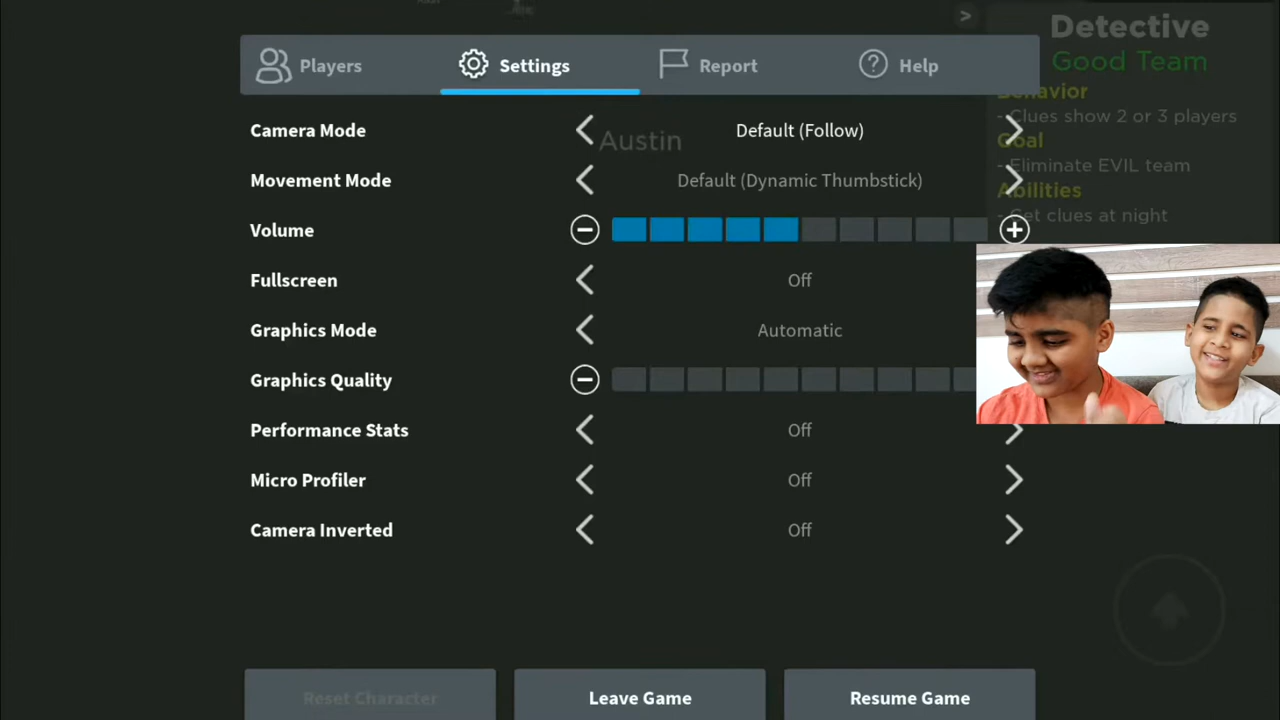 >
Detective
Good Team
Players
Settings
Report
Help
Behavior
- Clues show 2 or 3 players
Goal
- Eliminate EVIL team
Abilities
- Get clues at night
Austin
Camera Mode
Default (Follow)
Movement Mode
Default (Dynamic Thumbstick)
Volume
Fullscreen
Off
Graphics Mode
Automatic
Graphics Quality
Performance Stats
Off
Micro Profiler
Off
Camera Inverted
Off
Reset Character
Leave Game
Resume Game